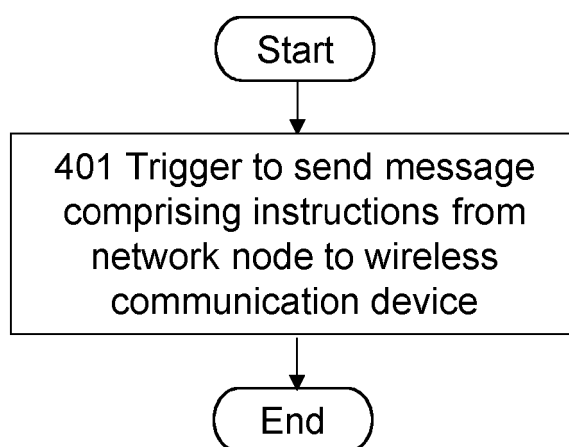 Start
401 Trigger to send message
comprising instructions from
network node to wireless
communication device
End